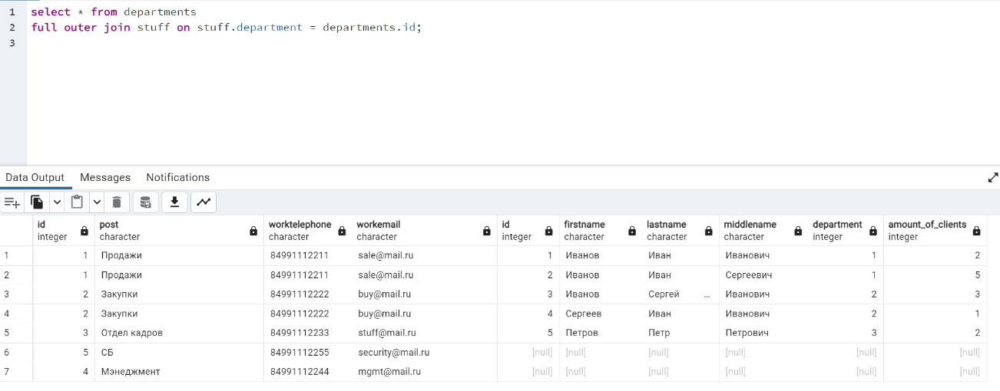 1 select * from departments
2 full outer join stuff on stuff.department = departments.id;
3
Data Output Messages Notifications
id post worktelephone workemail id firstname lastname middlename department amount_of_clients
integer character character character integer character character character integer integer
1 1 Продажи 84991112211 sale@mail.ru 1 Иванов Иван Иванович 1 2
2 1 Продажи 84991112211 sale@mail.ru 2 Иванов Иван Сергеевич 1 5
3 2 Закупки 84991112222 buy@mail.ru 3 Иванов Сергей ... Иванович 2 3
4 2 Закупки 84991112222 buy@mail.ru 4 Сергеев Иван Иванович 2 1
5 3 Отдел кадров 84991112233 stuff@mail.ru 5 Петров Петр Петрович 3 2
6 5 СБ 84991112255 security@mail.ru [null] [null] [null] [null] [null] [null]
7 4 Мэнеджмент 84991112244 mgmt@mail.ru [null] [null] [null] [null] [null] [null]